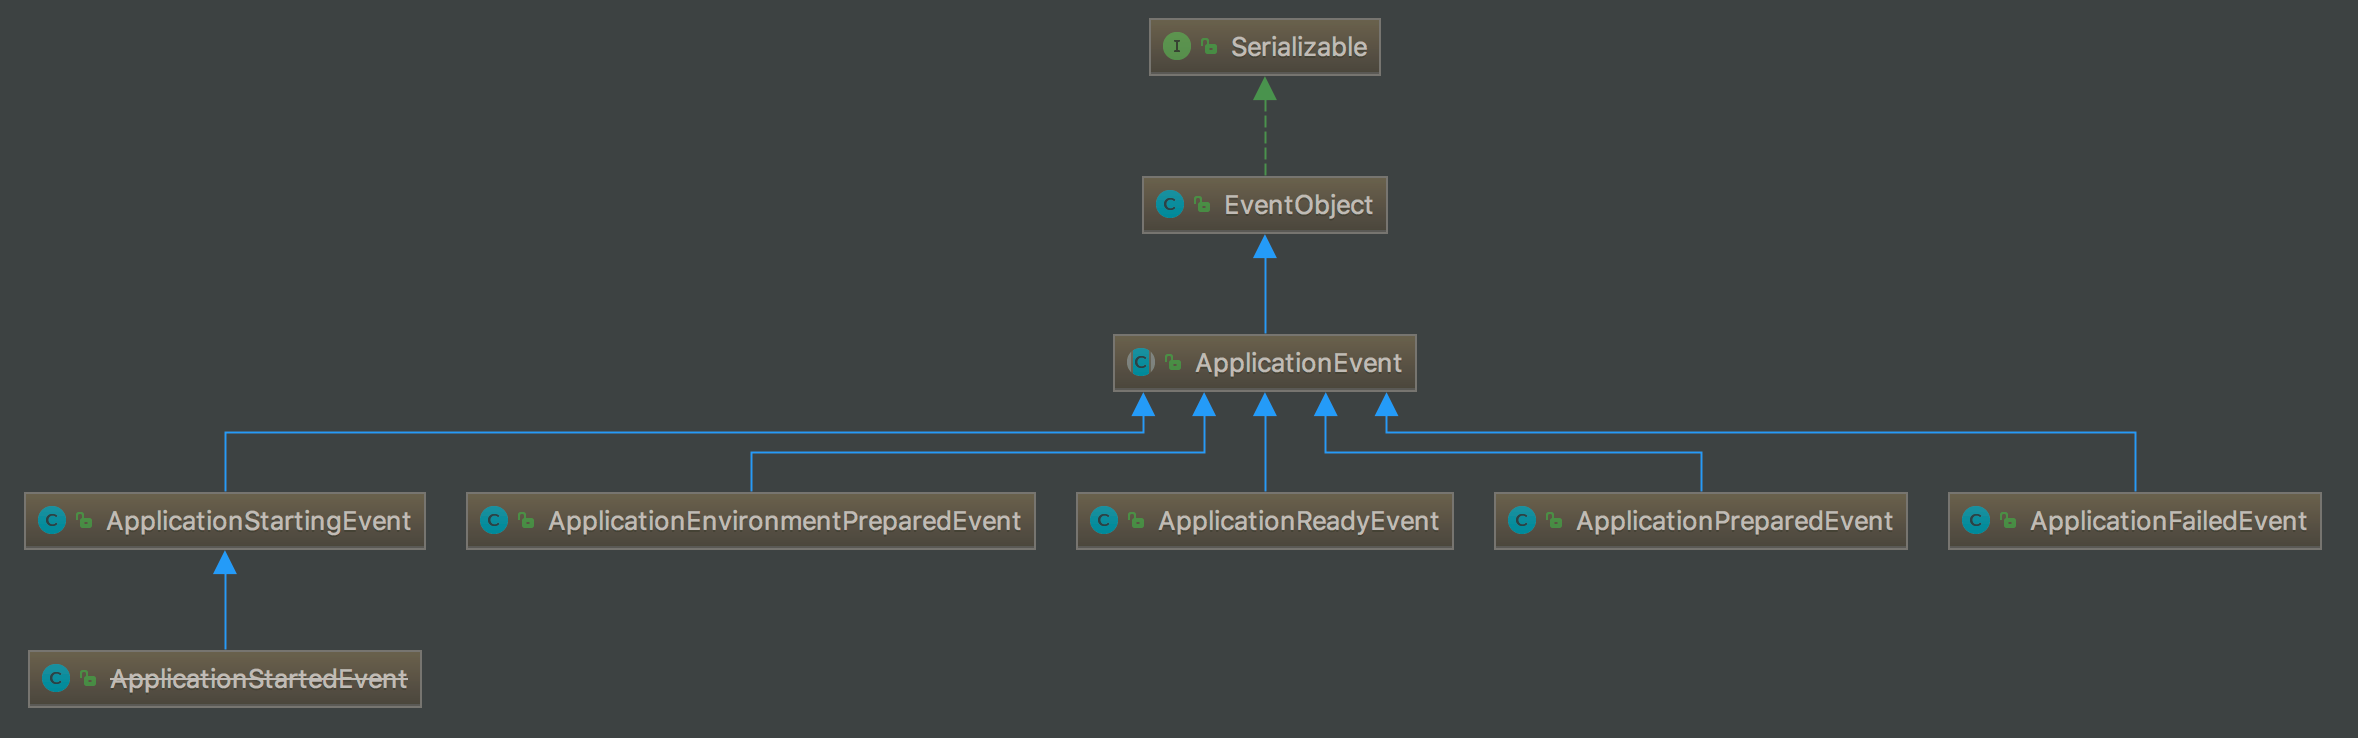 I Serializable
C EventObject
C ApplicationEvent
C ApplicationStartingEvent
C ApplicationEnvironmentPreparedEvent
C ApplicationReadyEvent
C ApplicationPreparedEvent
C ApplicationFailedEvent
C ApplicationStartedEvent